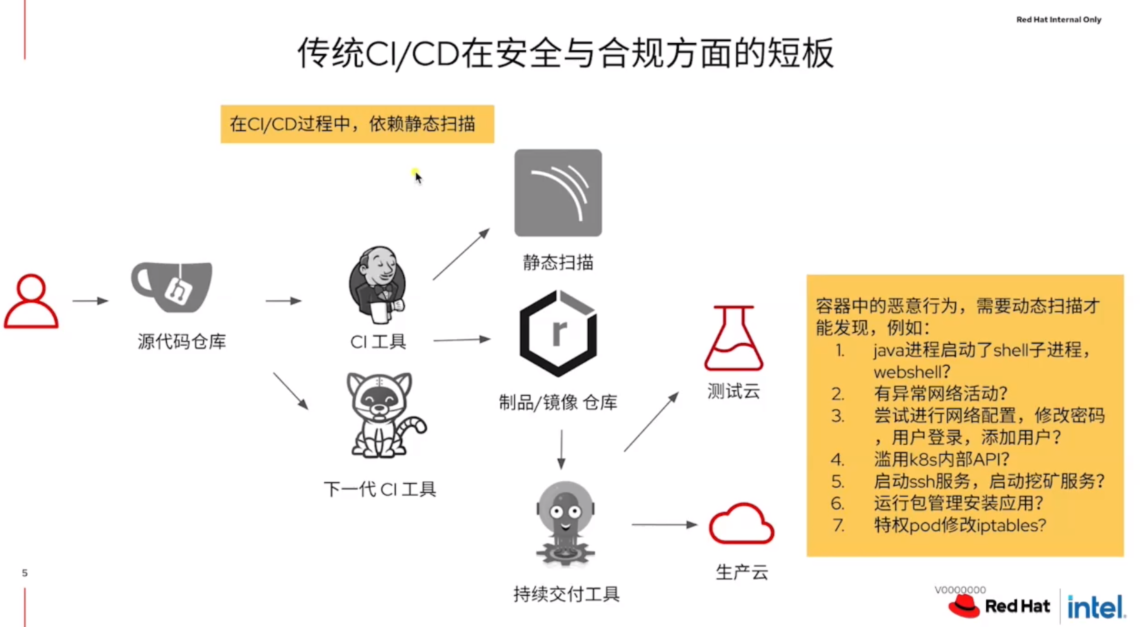 Red Hat Internal Only
传统CI/CD在安全与合规方面的短板
在CI/CD过程中，依赖静态扫描
静态扫描
源代码仓库
CI 工具
r
制品/镜像 仓库
下一代 CI 工具
测试云
持续交付工具
生产云
容器中的恶意行为，需要动态扫描才
能发现，例如：
1. java进程启动了shell子进程，
webshell？
2. 有异常网络活动？
3. 尝试进行网络配置，修改密码
，用户登录，添加用户？
4. 滥用k8s内部API？
5. 启动ssh服务，启动挖矿服务？
6. 运行包管理安装应用？
7. 特权pod修改iptables?
5
V0000000
Red Hat
intel.